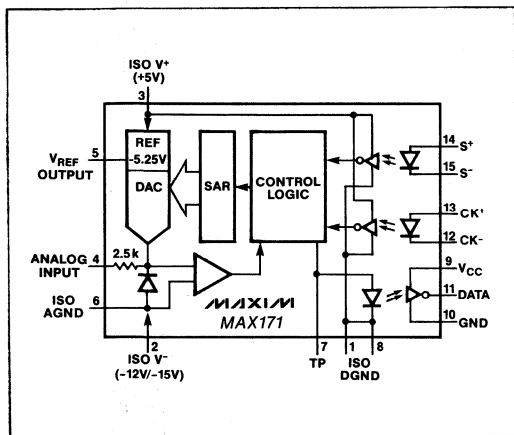 ISO V+
(+5V)
3
REF
-5.25V
DAC
SAR
CONTROL
LOGIC
5
VREF
OUTPUT
14
S+
15
S-
13
CK+
12
CK-
ANALOG
INPUT
4
2.5k
9
VCC
11
DATA
10
GND
ISO
AGND
6
MAXIM
MAX171
2
ISO V-
(-12V/-15V)
7
TP
1
8
ISO
DGND